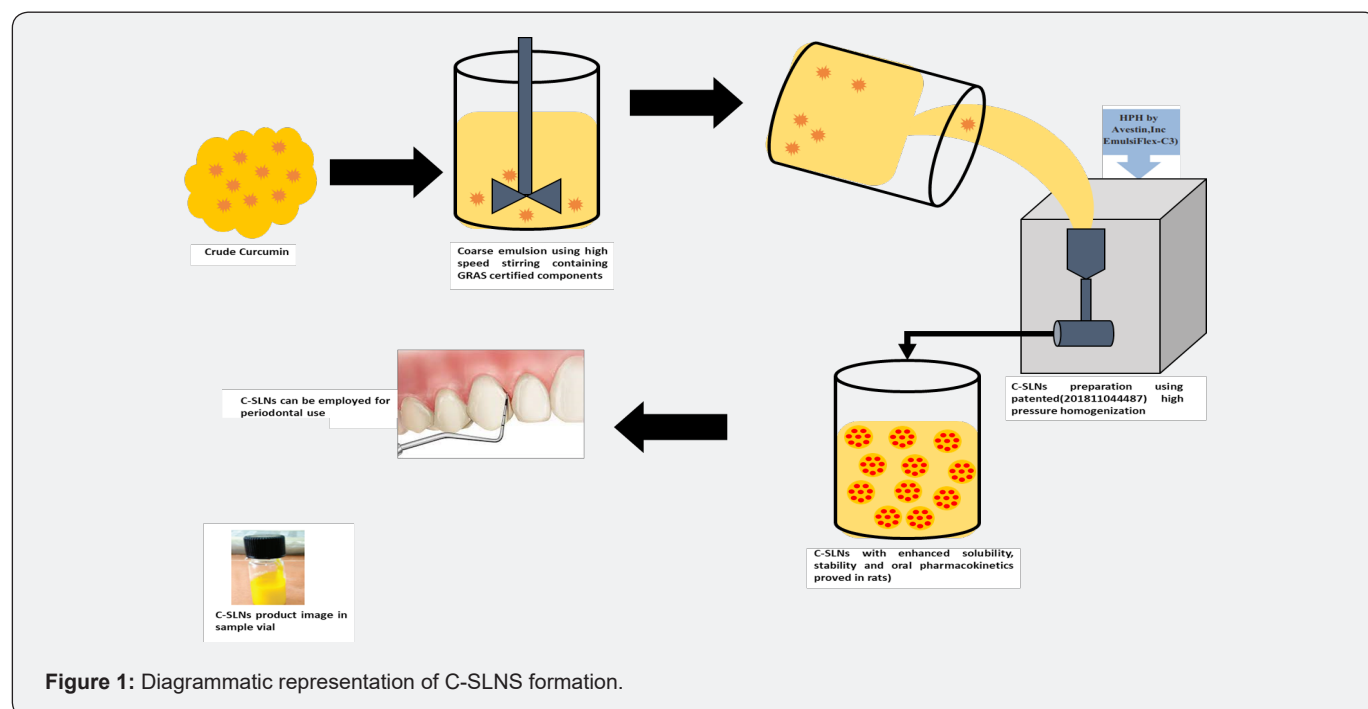 HPH by
Avestin,Inc
EmulsiFlex-C3)
Crude Curcumin
Coarse emulsion using high
speed stirring containing
GRAS certified components
C-SLNs preparation using
patented(201811044487) high
pressure homogenization
C-SLNs can be employed for
periodontal use
C-SLNs with enhanced solubility,
stability and oral pharmacokinetics
proved in rats)
C-SLNs product image in
sample vial
Figure 1: Diagrammatic representation of C-SLNS formation.